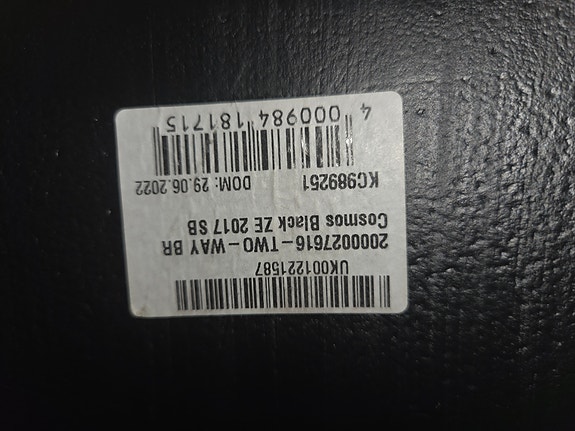 UK001221587
2000027616-TWO-WAY BR
Cosmos Black ZE 2017 SB
KC989251 DOM: 29.06.2022
4 000984 181715